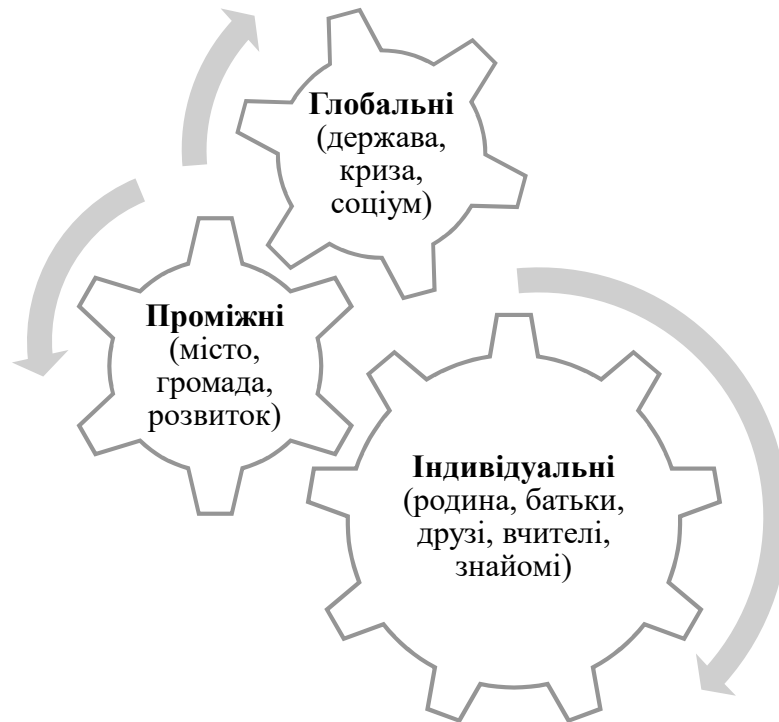 Глобальні
(держава,
криза,
соціум)
Проміжні
(місто,
громада,
розвиток)
Індивідуальні
(родина, батьки,
друзі, вчителі,
знайомі)